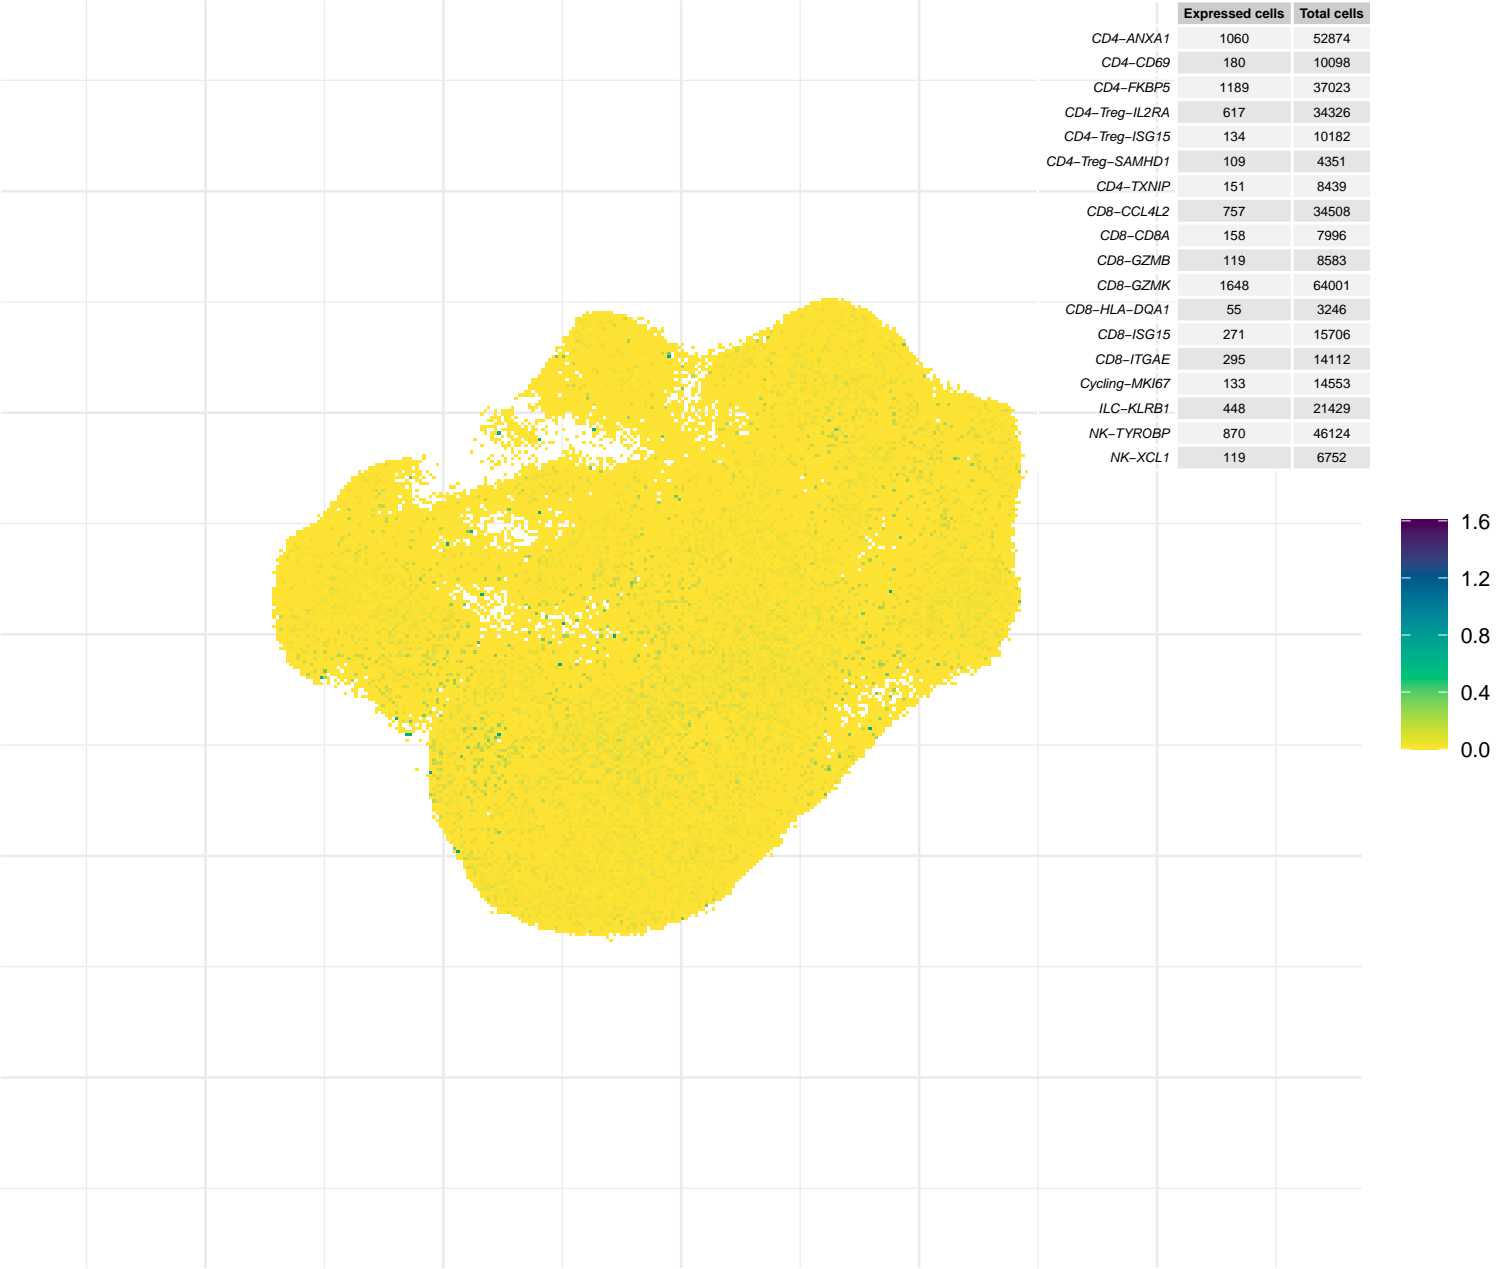 Expressed cells Total cells
CD4−ANXA1 1060 52874
CD4−CD69 180 10098
CD4−FKBP5 1189 37023
CD4−Treg−IL2RA 617 34326
CD4−Treg−ISG15 134 10182
CD4−Treg−SAMHD1 109 4351
CD4−TXNIP 151 8439
CD8−CCL4L2 757 34508
CD8−CD8A 158 7996
CD8−GZMB 119 8583
CD8−GZMK 1648 64001
CD8−HLA−DQA1 55 3246
CD8−ISG15 271 15706
CD8−ITGAE 295 14112
Cycling−MKI67 133 14553
ILC−KLRB1 448 21429
NK−TYROBP 870 46124
NK−XCL1 119 6752
1.6
1.2
0.8
0.4
0.0